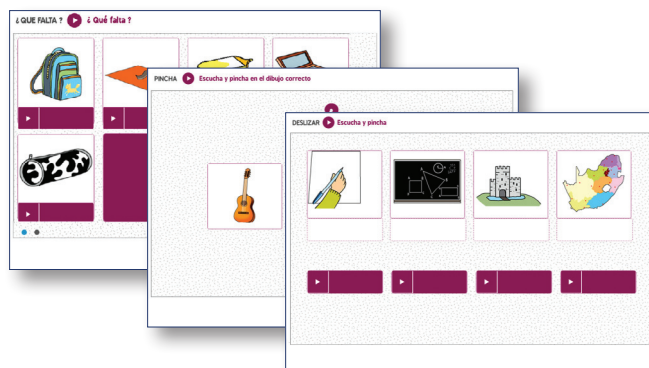 ¿ QUE FALTA ? ¿ Qué falta ?
PINCHA Escucha y pincha en el dibujo correcto
DESLIZAR Escucha y pincha